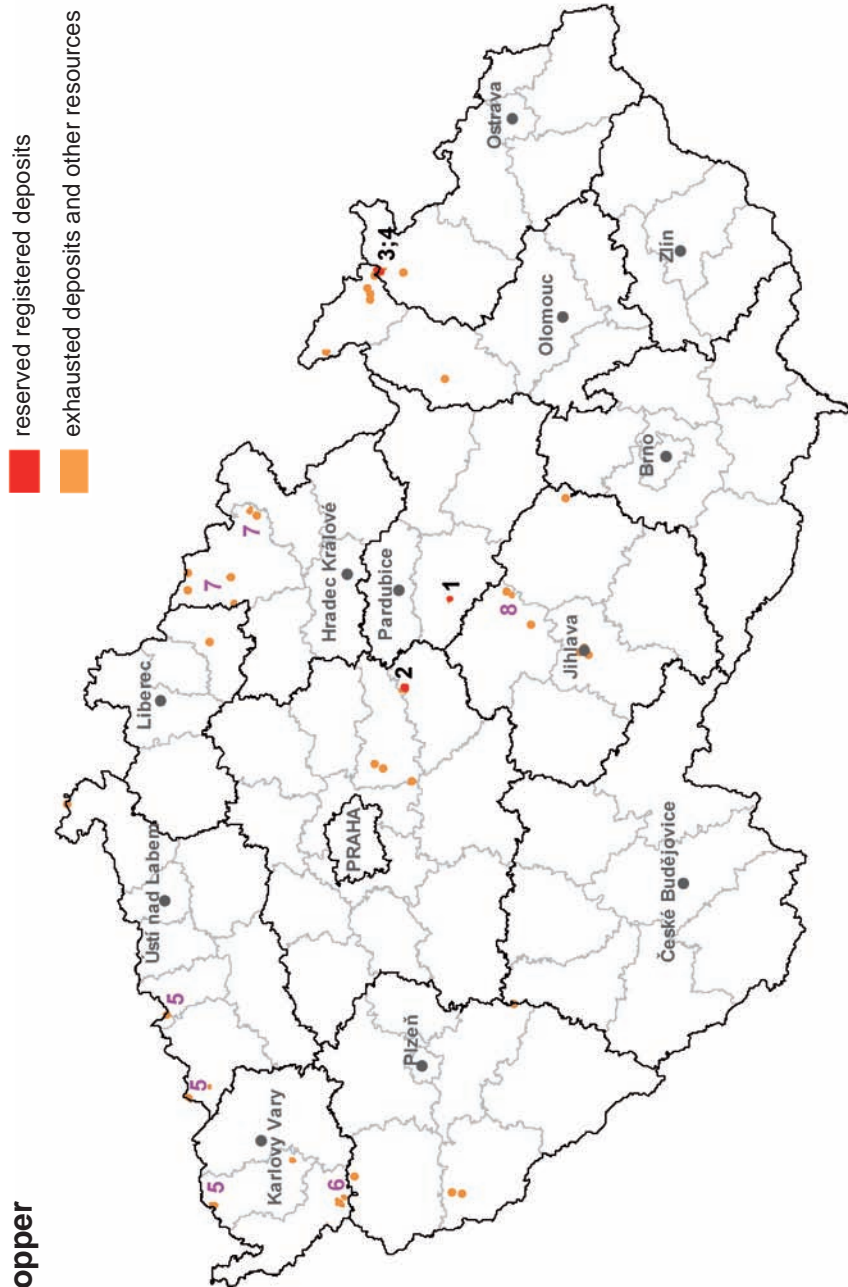 opper
reserved registered deposits
exhausted deposits and other resources
Liberec
Ústí nad Labem
5
5
5
Karlovy Vary
6
7
7
Hradec Králové
PRAHA
Pardubice
2
1
Plzeň
3;4
Ostrava
8
Olomouc
Jihlava
Zlín
Brno
České Budějovice